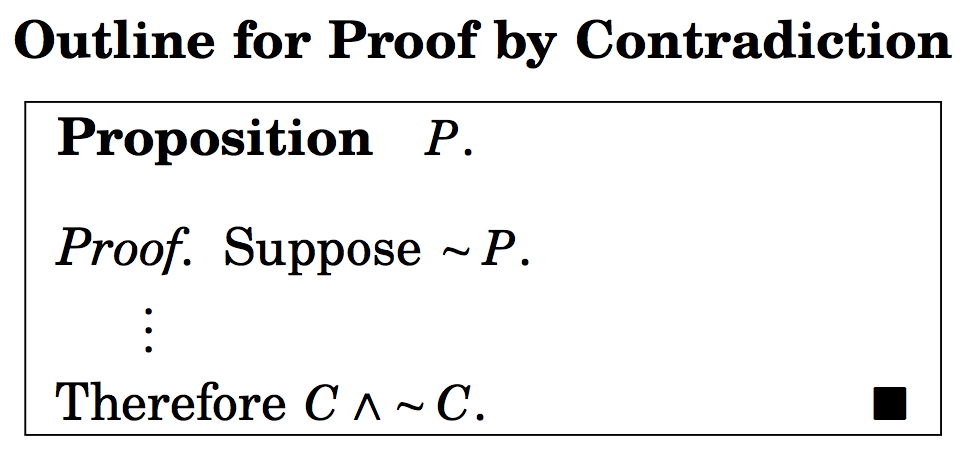 Outline for Proof by Contradiction
Proposition P.
Proof. Suppose ~P.
⋮
Therefore C ∧ ~C. ■